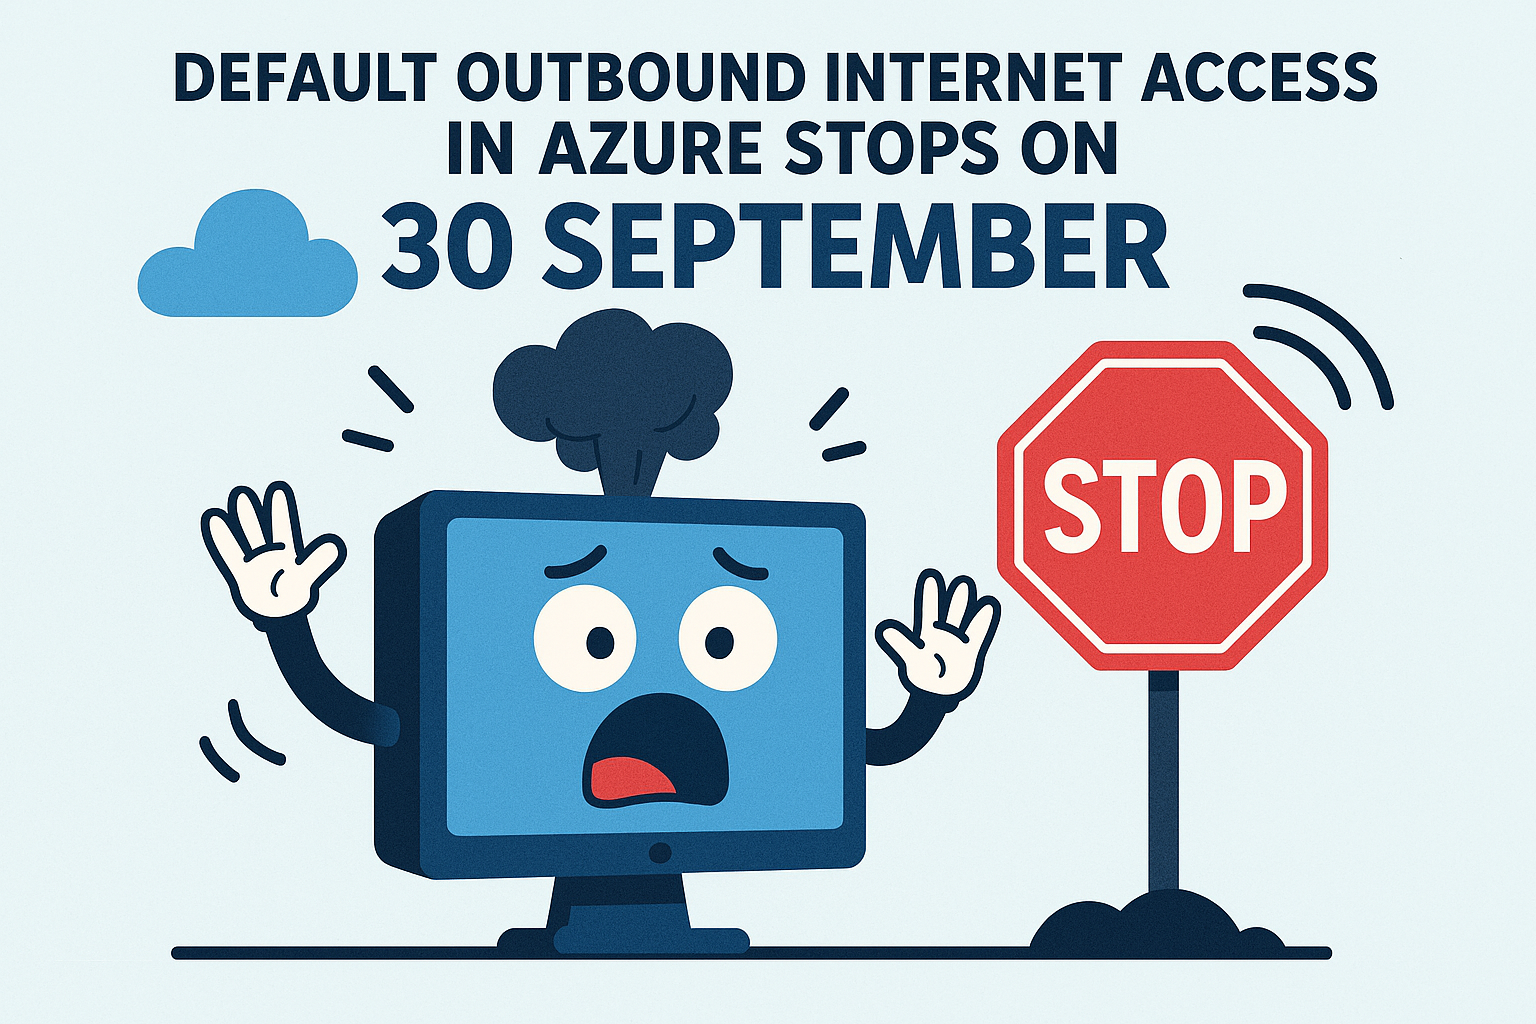 DEFAULT OUTBOUND INTERNET ACCESS
IN AZURE STOPS ON
30 SEPTEMBER
STOP